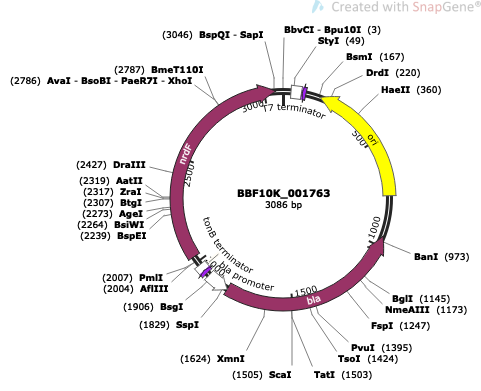 Created with SnapGene®
(3046) BspQI - SapI
BbvCI - Bpu10I (3)
StyI (49)
BsmI (167)
DrdI (220)
HaeII (360)
(2787) BmeT110I
(2786) AvaI - BsoBI - PaeR7I - XhoI
3000
T7 terminator
500
ori
nrdF
2500
(2427) DraIII
(2319) AatII
(2317) ZraI
(2307) BtgI
(2273) AgeI
(2264) BsiWI
(2239) BspEI
BBF10K_001763
3086 bp
1000
BanI (973)
tonB terminator
bla promoter
(2007) PmlI
(2004) AflIII
(1906) BsgI
(1829) SspI
1500
bla
BglI (1145)
NmeAIII (1173)
FspI (1247)
PvuI (1395)
TsoI (1424)
TatI (1503)
(1624) XmnI
(1505) ScaI